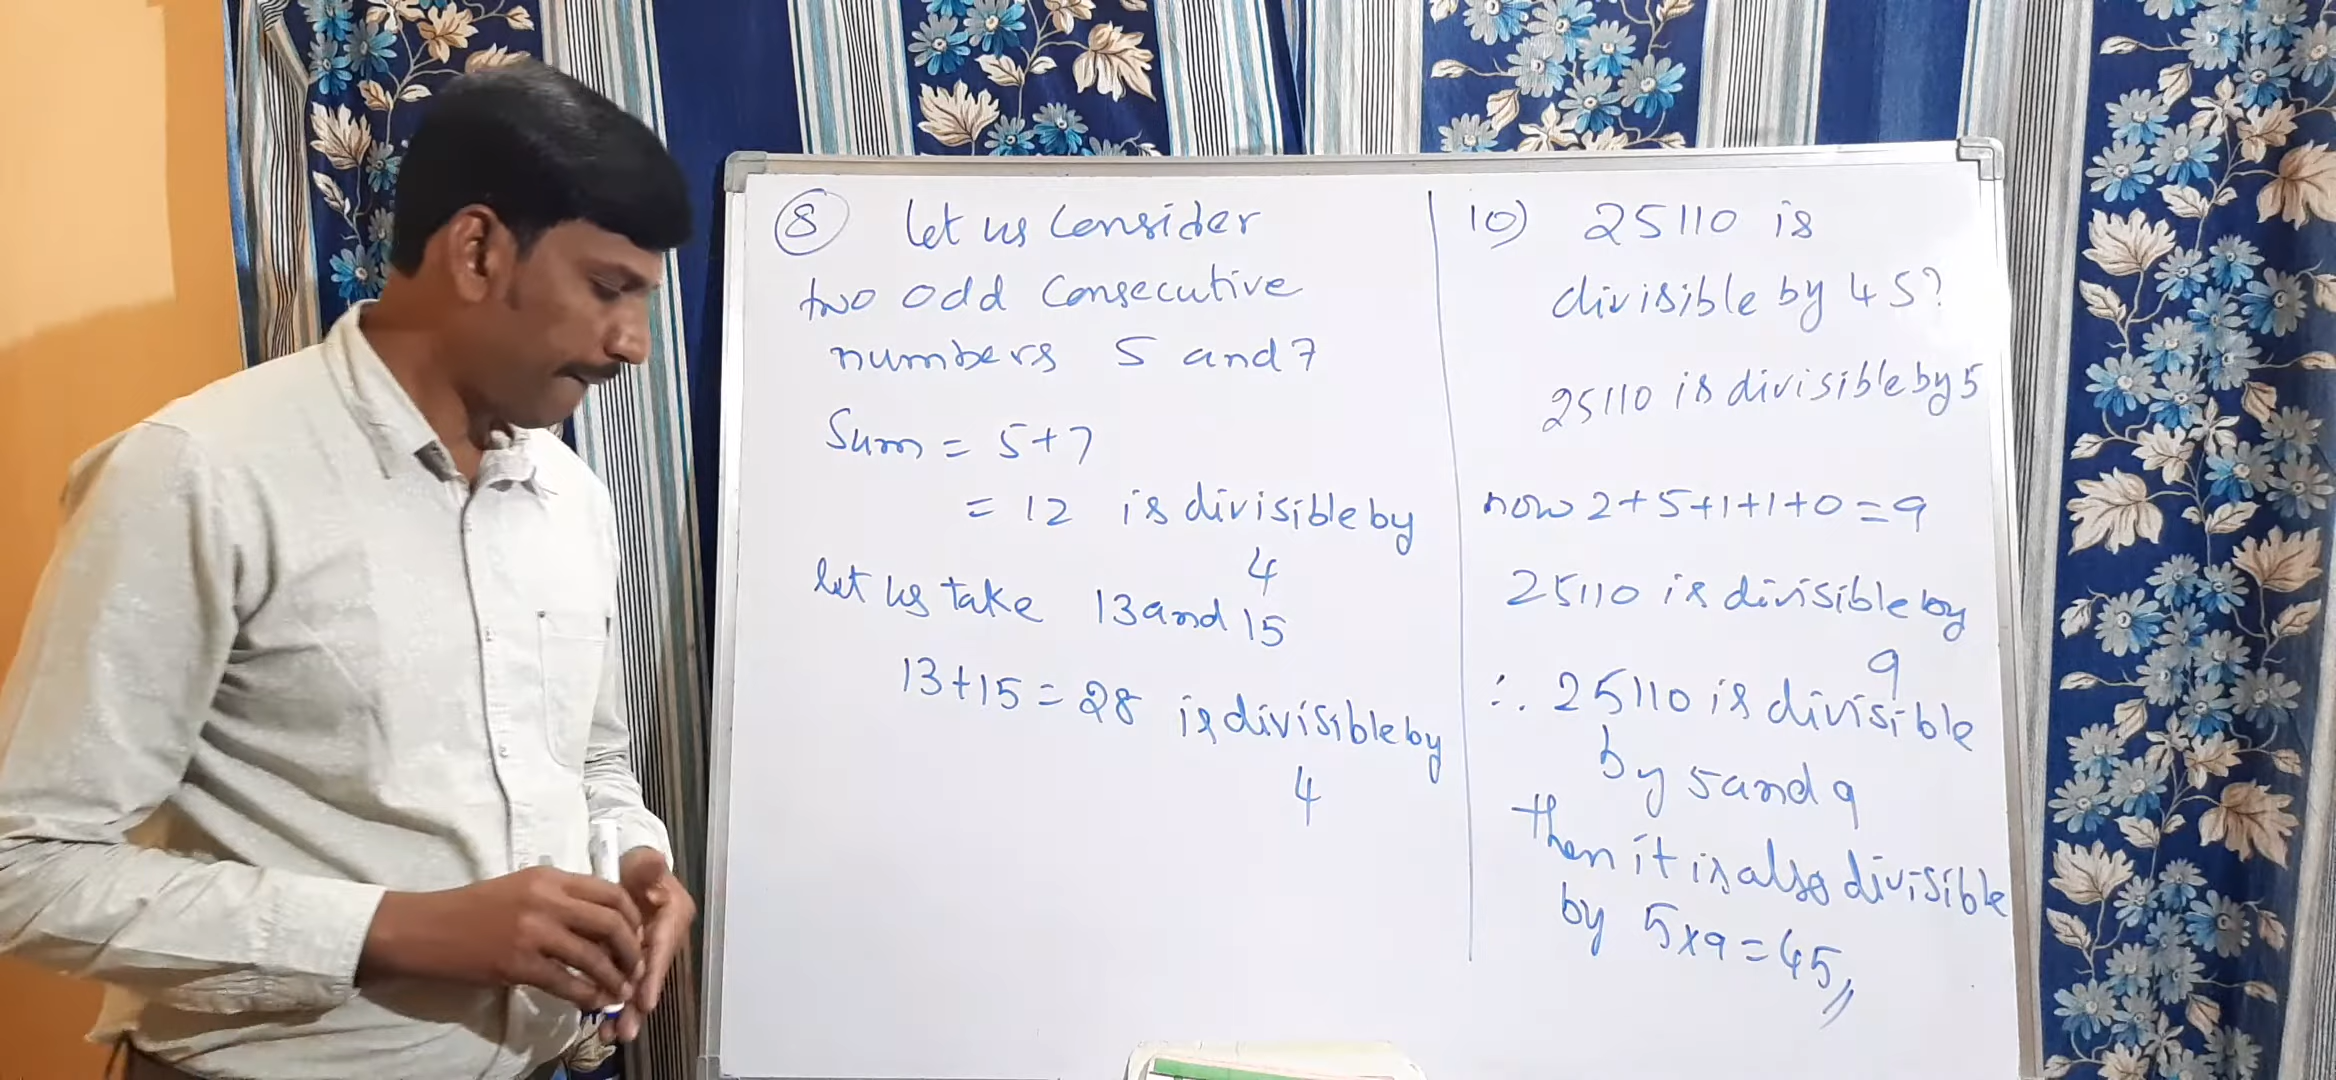 8 let us Consider
two odd consecutive
numbers 5 and 7
Sum = 5+7
= 12 is divisible by
4
let us take 13 and 15
13+15=28 is divisible by
4
10) 25110 is
divisible by 45?
25110 is divisible by 5
now 2+5+1+1+0=9
25110 is divisible by
9
∴ 25110 is divisible
by 5 and 9
then it is also divisible
by 5x9=45,,